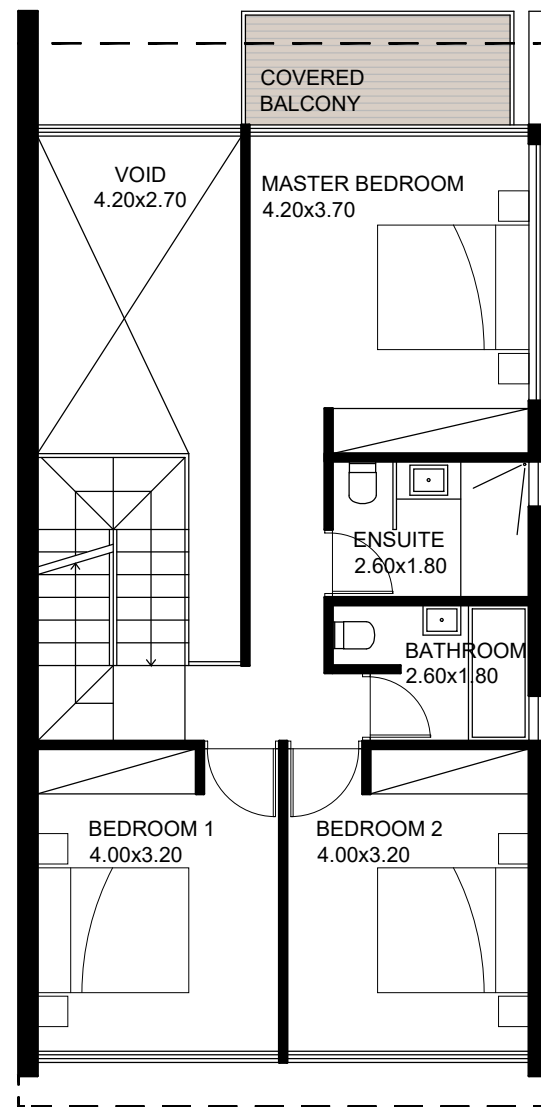 COVERED
BALCONY
VOID
4.20x2.70
MASTER BEDROOM
4.20x3.70
ENSUITE
2.60x1.80
BATHROOM
2.60x1.80
BEDROOM 1
4.00x3.20
BEDROOM 2
4.00x3.20